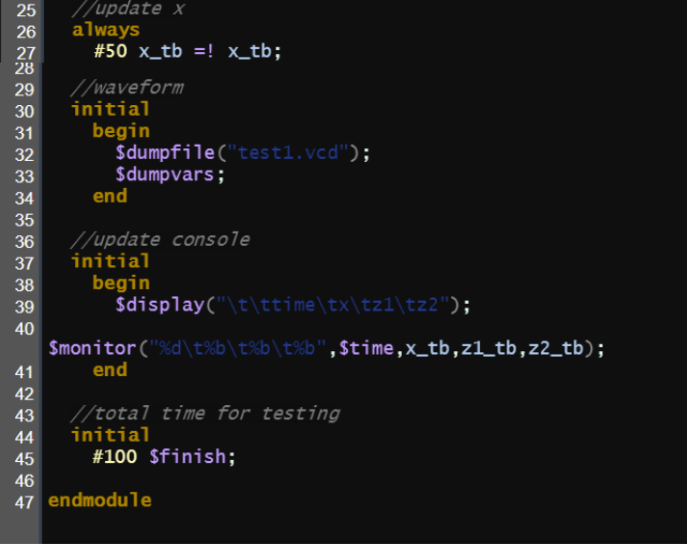 25 //update x
26 always
27 #50 x_tb =! x_tb;
28
29 //waveform
30 initial
31 begin
32 $dumpfile("test1.vcd");
33 $dumpvars;
34 end
35
36 //update console
37 initial
38 begin
39 $display("\t\ttime\tx\tz1\tz2");
40
$monitor("%d\t%b\t%b\t%b",$time,x_tb,z1_tb,z2_tb);
41 end
42
43 //total time for testing
44 initial
45 #100 $finish;
46
47 endmodule